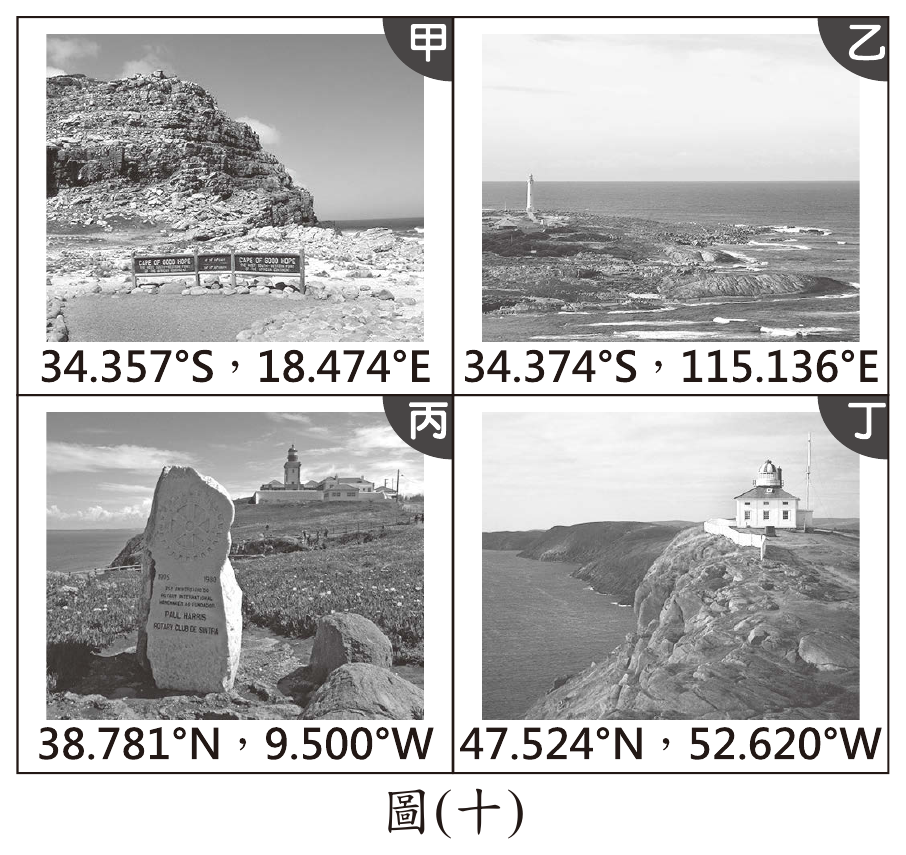 甲
CAPE OF GOOD HOPE
CAPE OF GOOD HOPE
34.357°S，18.474°E
乙
34.374°S，115.136°E
丙
PAUL HARRIS
ROTARY CLUB DE SINTRA
38.781°N，9.500°W
丁
47.524°N，52.620°W
圖(十)